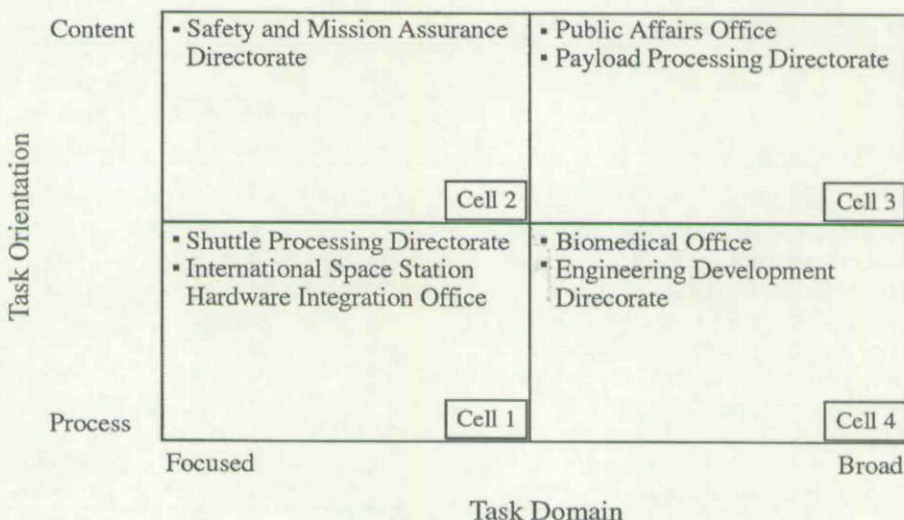 Content
▪ Safety and Mission Assurance
Directorate
Cell 2
▪ Public Affairs Office
▪ Payload Processing Directorate
Cell 3
Task Orientation
▪ Shuttle Processing Directorate
▪ International Space Station
Hardware Integration Office
Cell 1
▪ Biomedical Office
▪ Engineering Development
Direcorate
Cell 4
Process
Focused
Broad
Task Domain